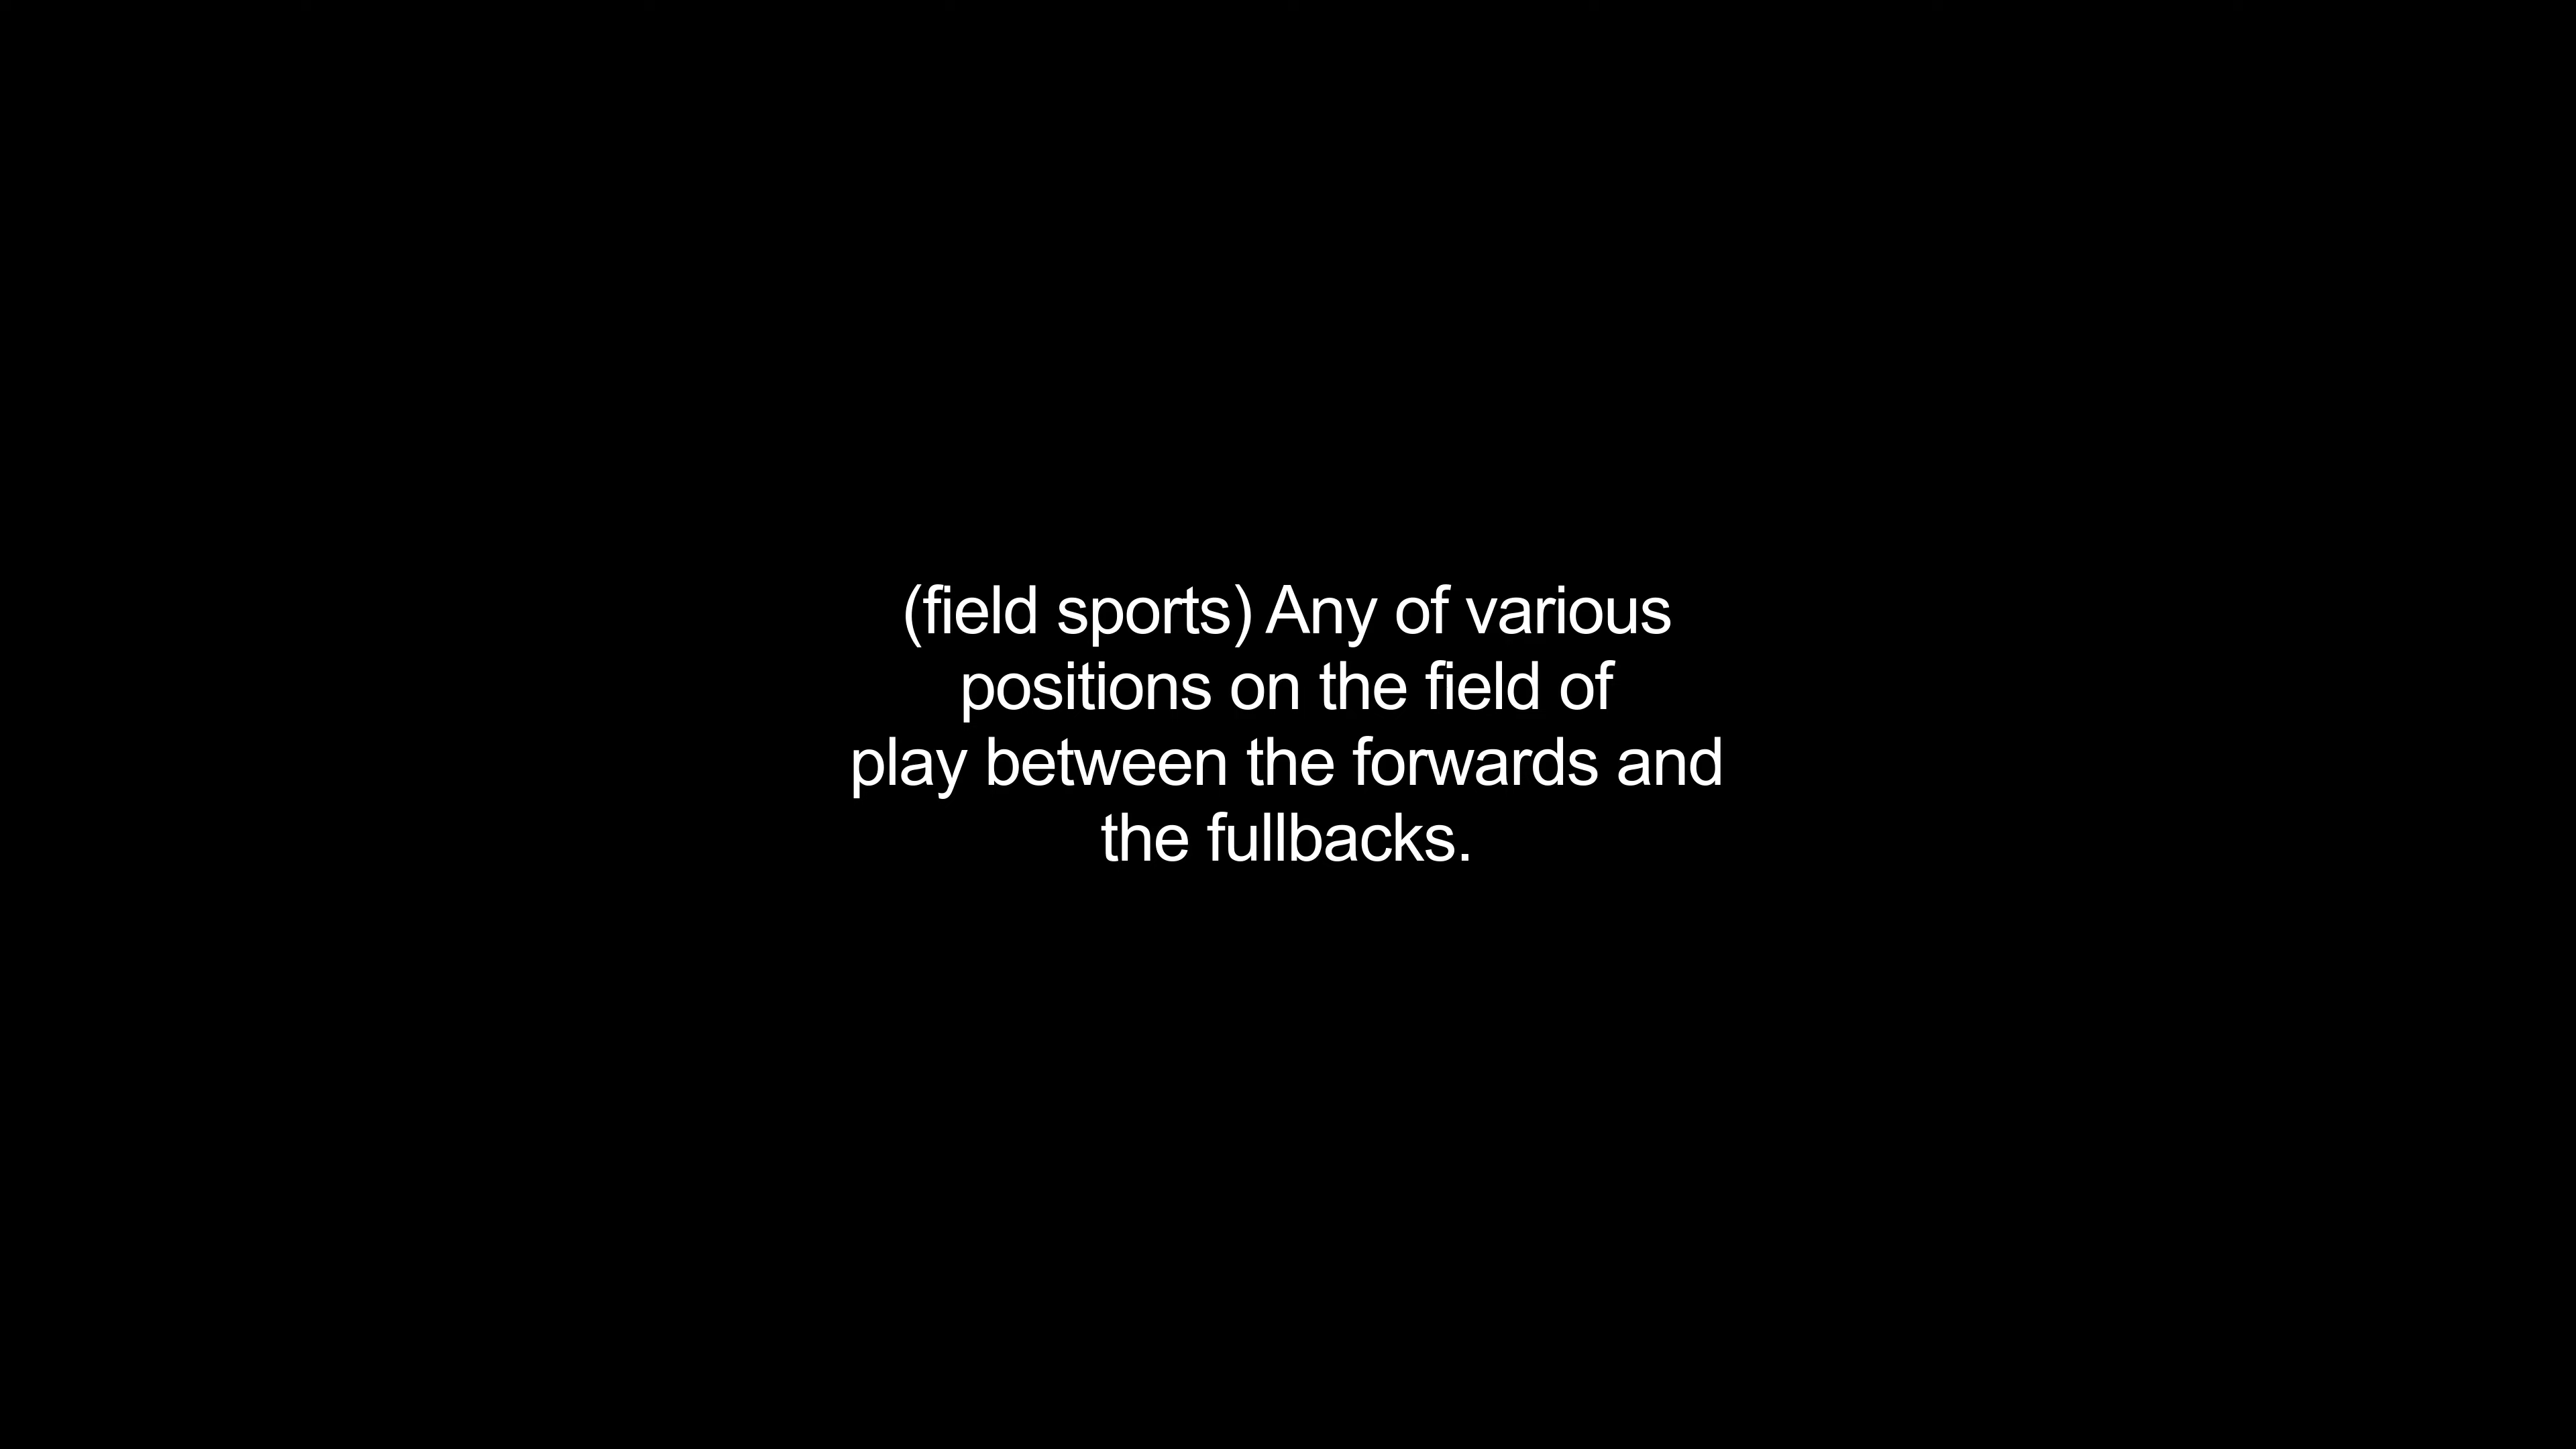 (field sports) Any of various
positions on the field of
play between the forwards and
the fullbacks.